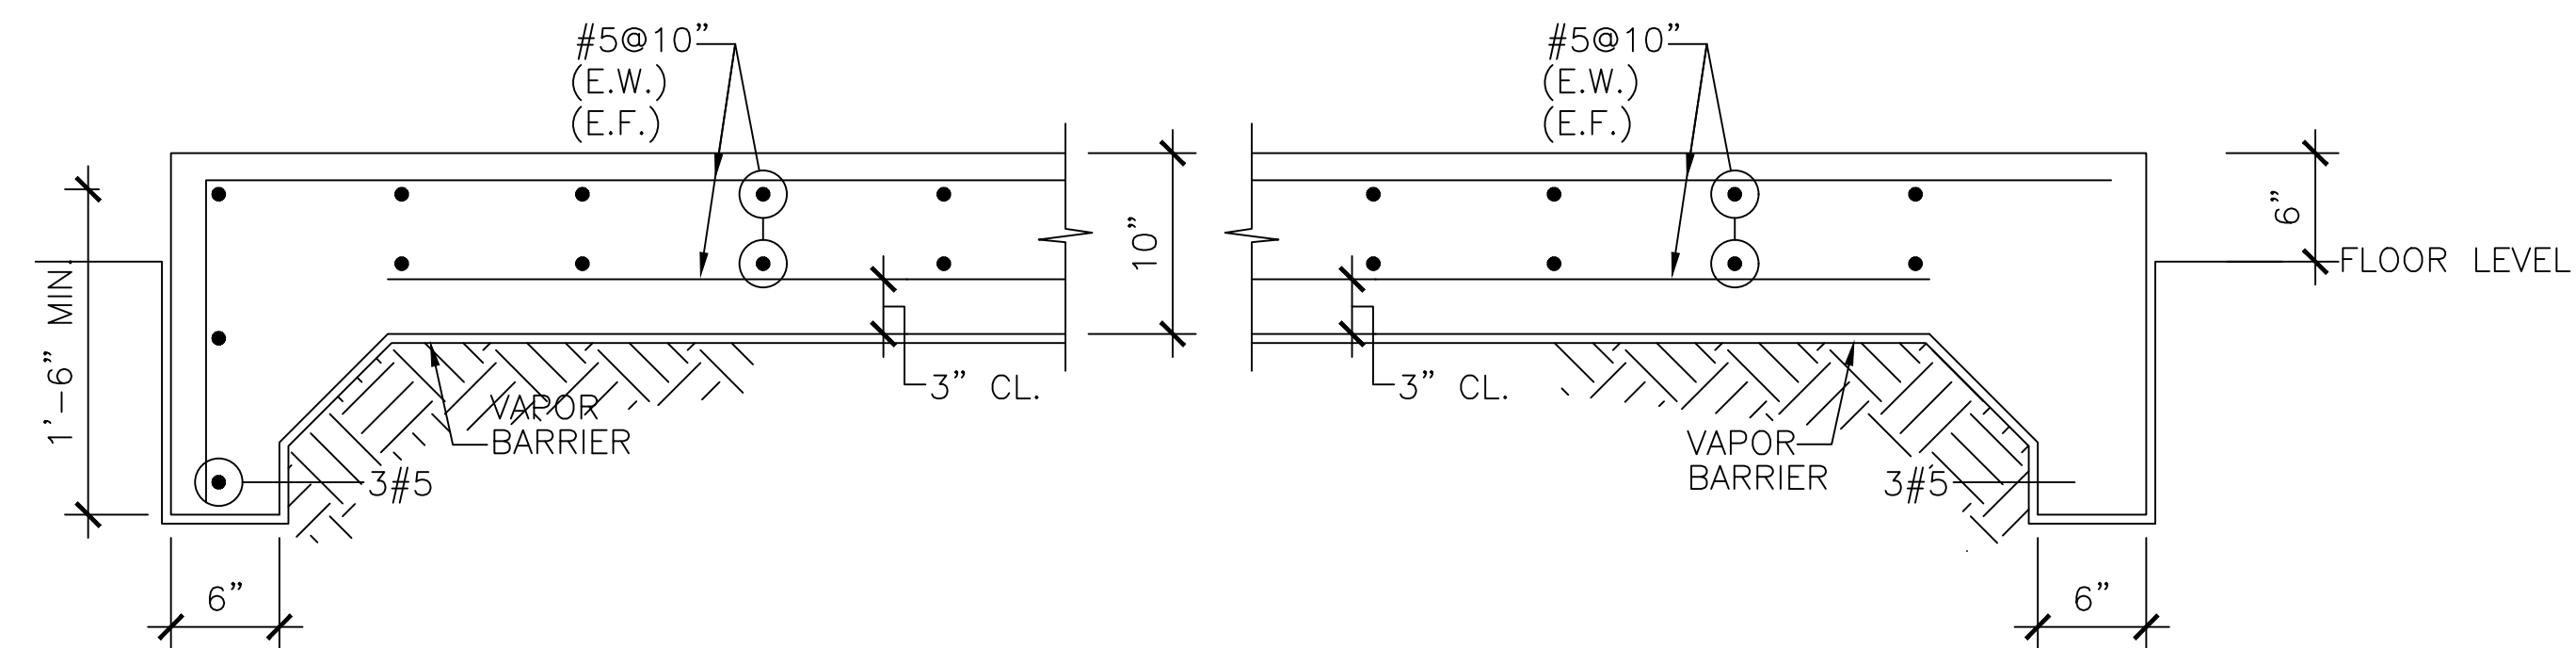 #5@10"
(E.W.)
(E.F.)
#5@10"
(E.W.)
(E.F.)
10"
6"
FLOOR LEVEL
1'-6" MIN.
3" CL.
3" CL.
VAPOR
BARRIER
VAPOR
BARRIER
3#5
3#5
6"
6"